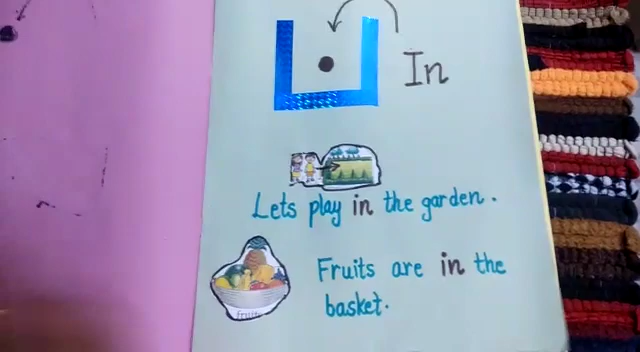 In
Lets play in the garden.
Fruits are in the
basket.